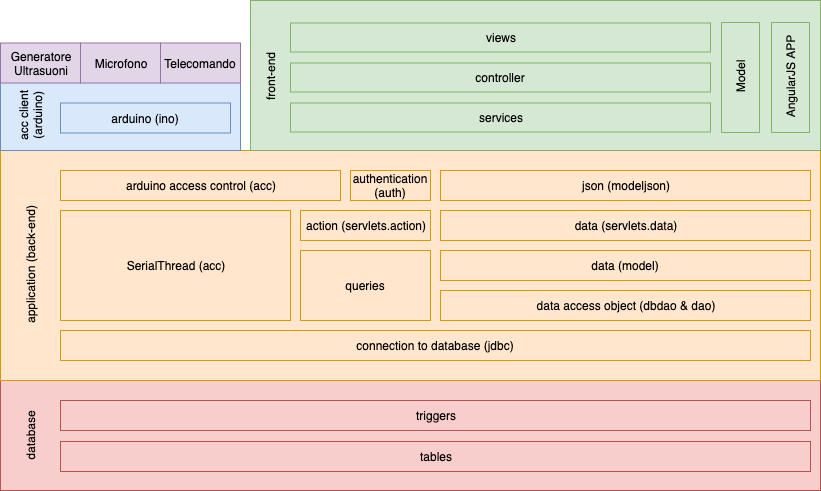 Generatore
Ultrasuoni
Microfono
Telecomando
acc client
(arduino)
arduino (ino)
front-end
views
controller
services
Model
AngularJS APP
application (back-end)
arduino access control (acc)
authentication
(auth)
json (modeljson)
SerialThread (acc)
action (servlets.action)
data (servlets.data)
queries
data (model)
data access object (dbdao & dao)
connection to database (jdbc)
database
triggers
tables